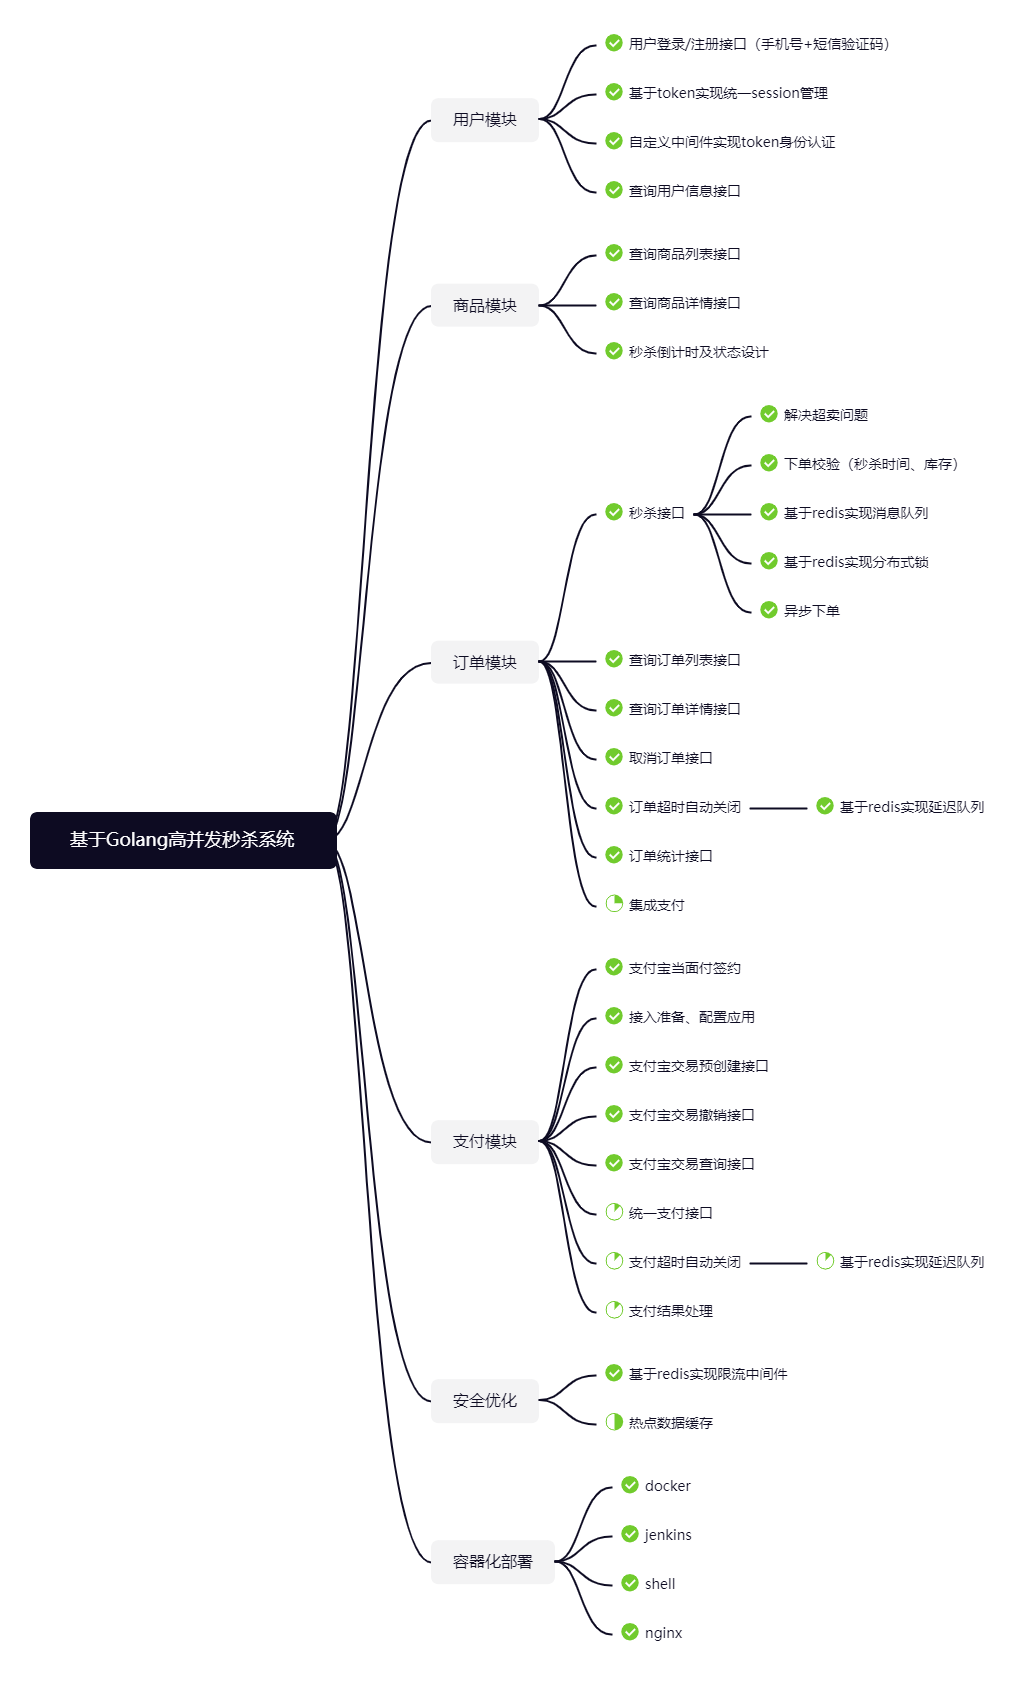 用户登录/注册接口（手机号+短信验证码）
基于token实现统一session管理
用户模块
自定义中间件实现token身份认证
查询用户信息接口
查询商品列表接口
商品模块
查询商品详情接口
秒杀倒计时及状态设计
解决超卖问题
下单校验（秒杀时间、库存）
秒杀接口
基于redis实现消息队列
基于redis实现分布式锁
异步下单
订单模块
查询订单列表接口
查询订单详情接口
取消订单接口
订单超时自动关闭
基于redis实现延迟队列
基于Golang高并发秒杀系统
订单统计接口
集成支付
支付宝当面付签约
接入准备、配置应用
支付宝交易预创建接口
支付宝交易撤销接口
支付模块
支付宝交易查询接口
统一支付接口
支付超时自动关闭
基于redis实现延迟队列
支付结果处理
基于redis实现限流中间件
安全优化
热点数据缓存
docker
jenkins
容器化部署
shell
nginx